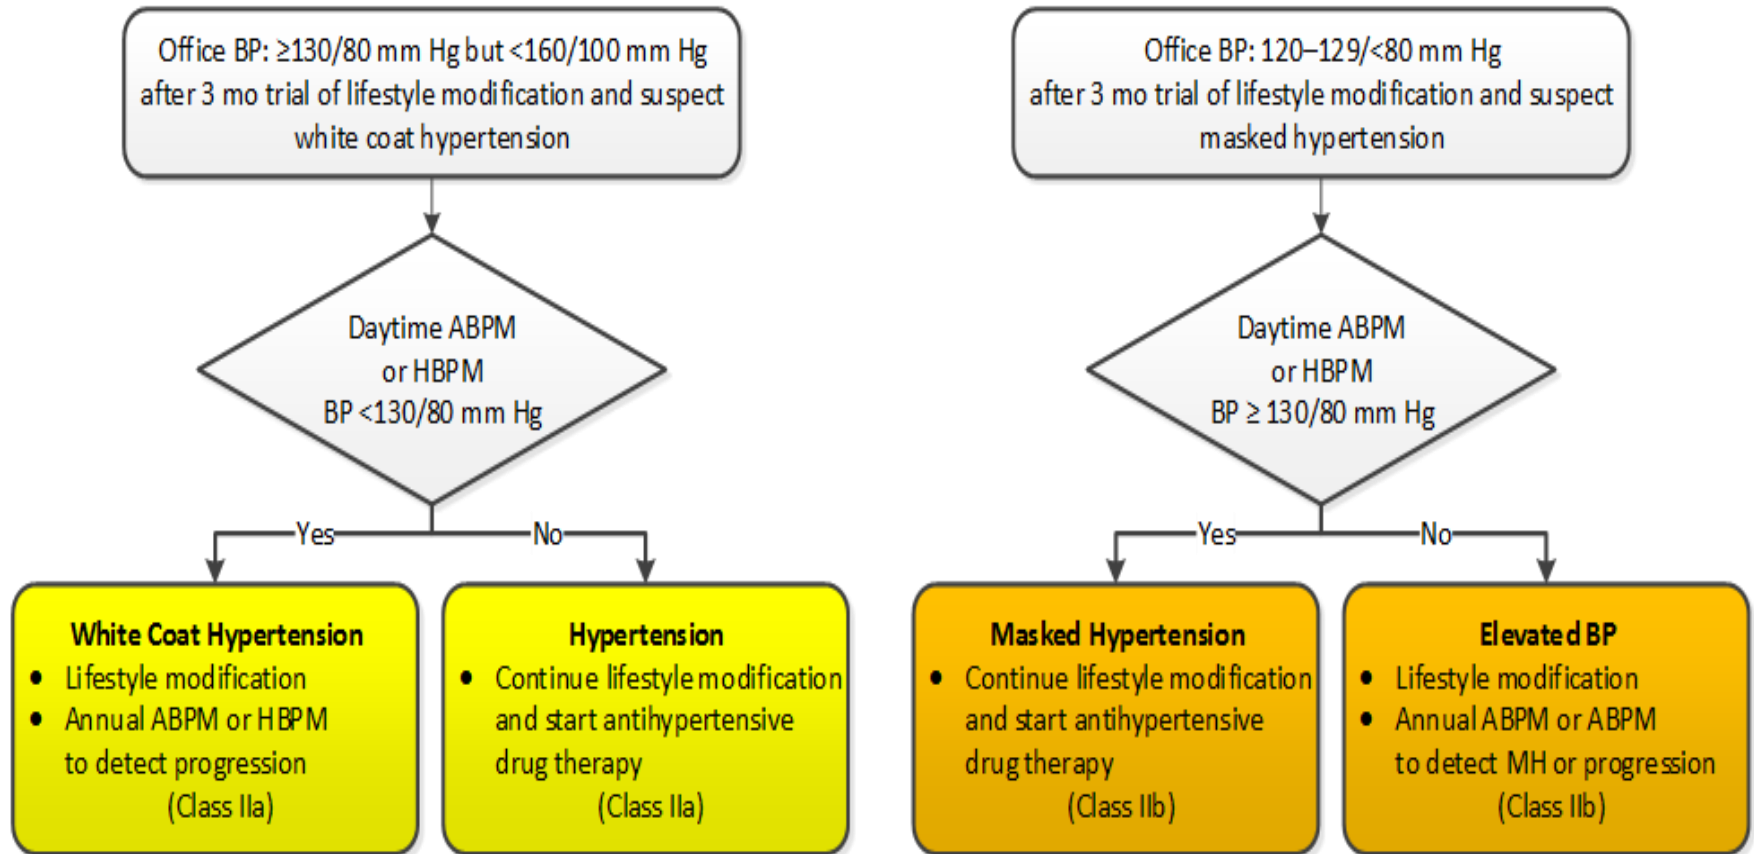 Office BP: ≥130/80 mm Hg but <160/100 mm Hg
after 3 mo trial of lifestyle modification and suspect
white coat hypertension
Daytime ABPM
or HBPM
BP <130/80 mm Hg
Yes
No
White Coat Hypertension
• Lifestyle modification
• Annual ABPM or HBPM
to detect progression
(Class IIa)
Hypertension
• Continue lifestyle modification
and start antihypertensive
drug therapy
(Class IIa)
Office BP: 120–129/<80 mm Hg
after 3 mo trial of lifestyle modification and suspect
masked hypertension
Daytime ABPM
or HBPM
BP ≥ 130/80 mm Hg
Yes
No
Masked Hypertension
• Continue lifestyle modification
and start antihypertensive
drug therapy
(Class IIb)
Elevated BP
• Lifestyle modification
• Annual ABPM or ABPM
to detect MH or progression
(Class IIb)